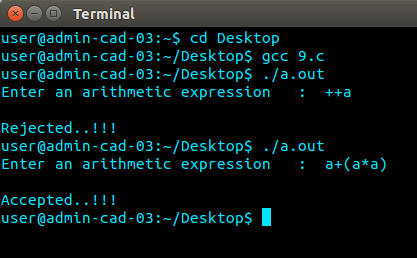 Terminal
user@admin-cad-03:~$ cd Desktop
user@admin-cad-03:~/Desktop$ gcc 9.c
user@admin-cad-03:~/Desktop$ ./a.out
Enter an arithmetic expression   :  ++a
Rejected..!!!
user@admin-cad-03:~/Desktop$ ./a.out
Enter an arithmetic expression   :  a+(a*a)
Accepted..!!!
user@admin-cad-03:~/Desktop$